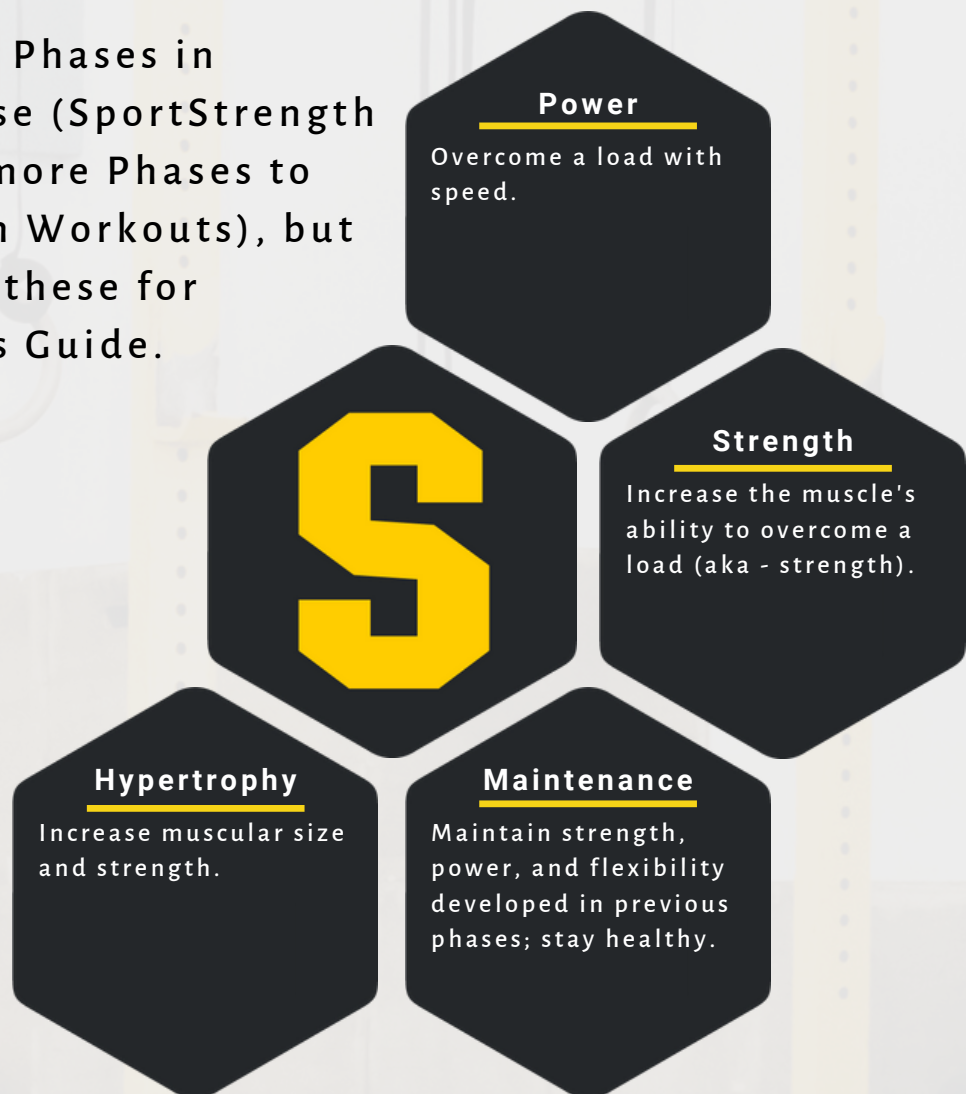 Phases in
(SportStrength
more Phases to
Workouts), but
these for
Guide.
Power
Overcome a load with
speed.
S
Strength
Increase the muscle's
ability to overcome a
load (aka - strength).
Hypertrophy
Increase muscular size
and strength.
Maintenance
Maintain strength,
power, and flexibility
developed in previous
phases; stay healthy.